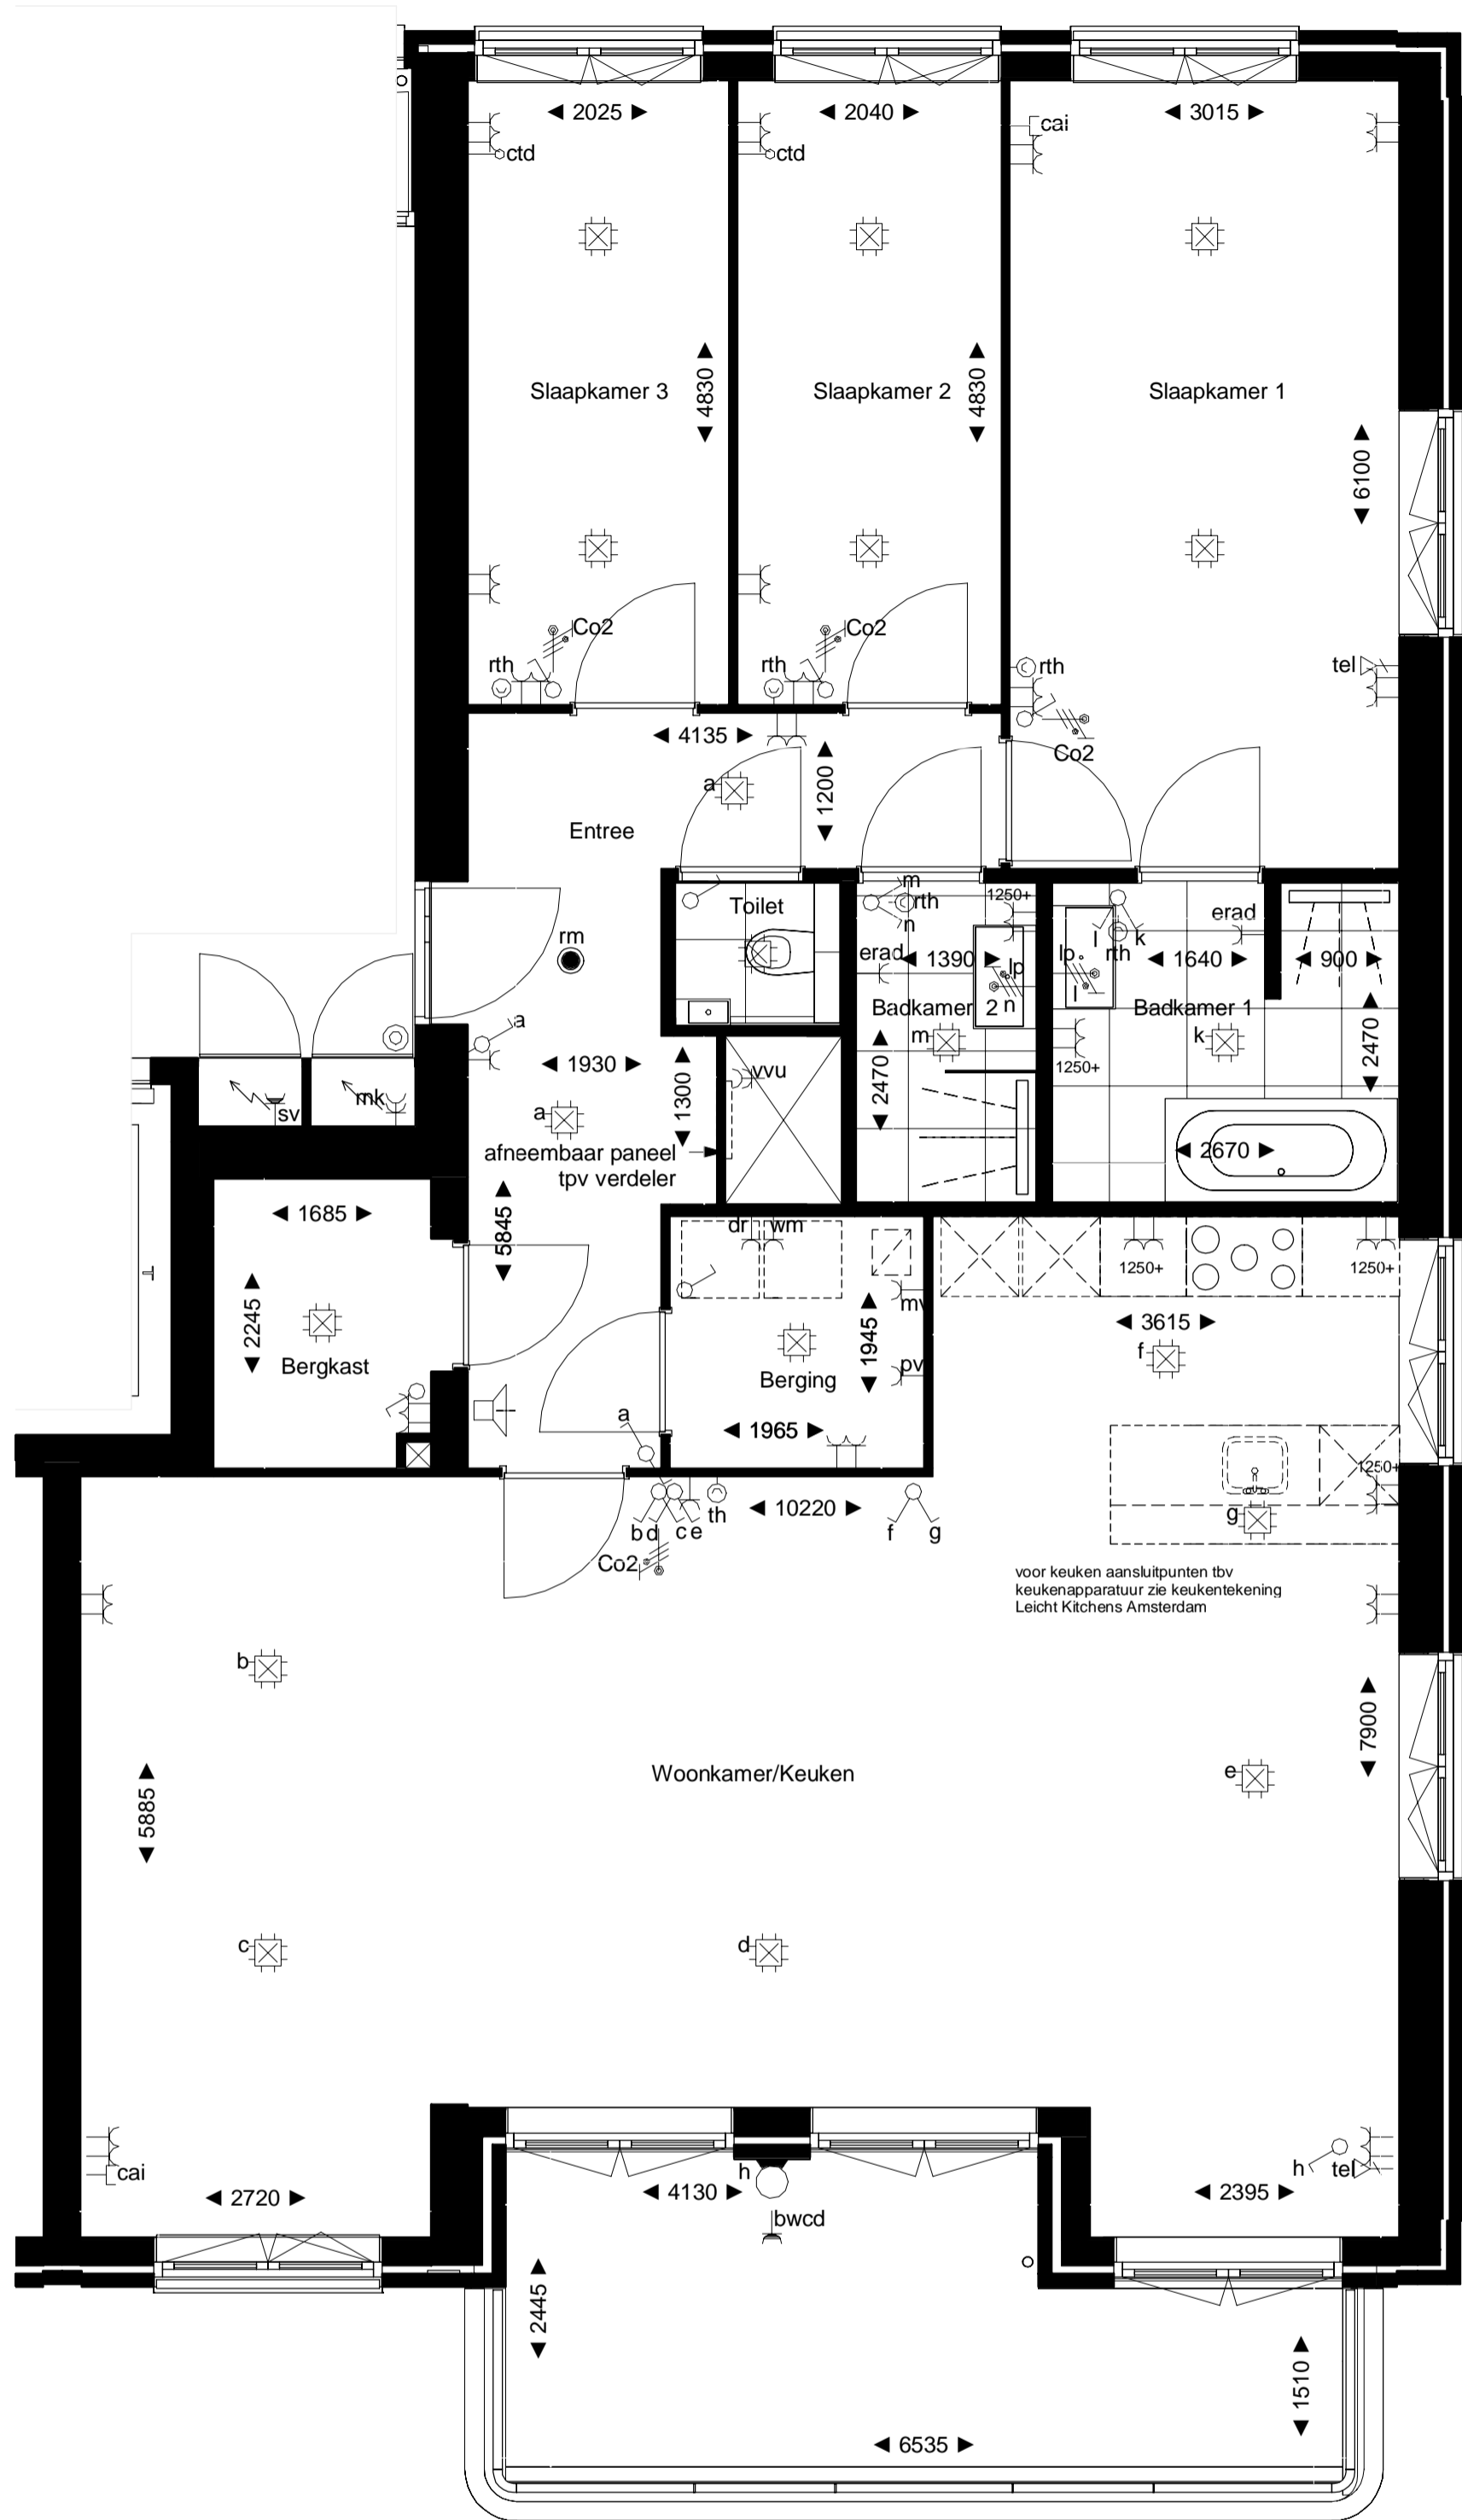 ◄ 2025 ►
◄ 2040 ►
◄ 3015 ►
cai
ctd
ctd
◄ 4830 ►
◄ 4830 ►
Slaapkamer 3
Slaapkamer 2
Slaapkamer 1
◄ 6100 ►
Co2
Co2
rth
rth
rth
tel
◄ 4135 ►
Co2
◄ 1200 ►
a
Entree
m
1250+
Toilet
rth
n
erad
rm
erad
◄ 1390 ►
lp
l
k
lp
rth
◄ 1640 ►
◄ 900 ►
l
Badkamer 2
n
Badkamer 1
a
m
k
◄ 1930 ►
◄ 1300 ►
vvu
◄ 2470 ►
1250+
◄ 2470 ►
mk
sv
a
afneembaar paneel
tpv verdeler
◄ 2670 ►
◄ 1685 ►
◄ 5845 ►
dr
wm
1250+
1250+
◄ 2245 ►
mv
◄ 1945 ►
◄ 3615 ►
f
Bergkast
Berging
pv
a
◄ 1965 ►
1250+
b
d
c
e
th
◄ 10220 ►
f
g
g
Co2
voor keuken aansluitpunten tbv
keukenapparatuur zie keukentekening
Leicht Kitchens Amsterdam
b
◄ 7900 ►
Woonkamer/Keuken
e
◄ 5885 ►
c
d
cai
h
h
tel
◄ 2720 ►
◄ 4130 ►
◄ 2395 ►
bwcd
◄ 2445 ►
◄ 1510 ►
◄ 6535 ►